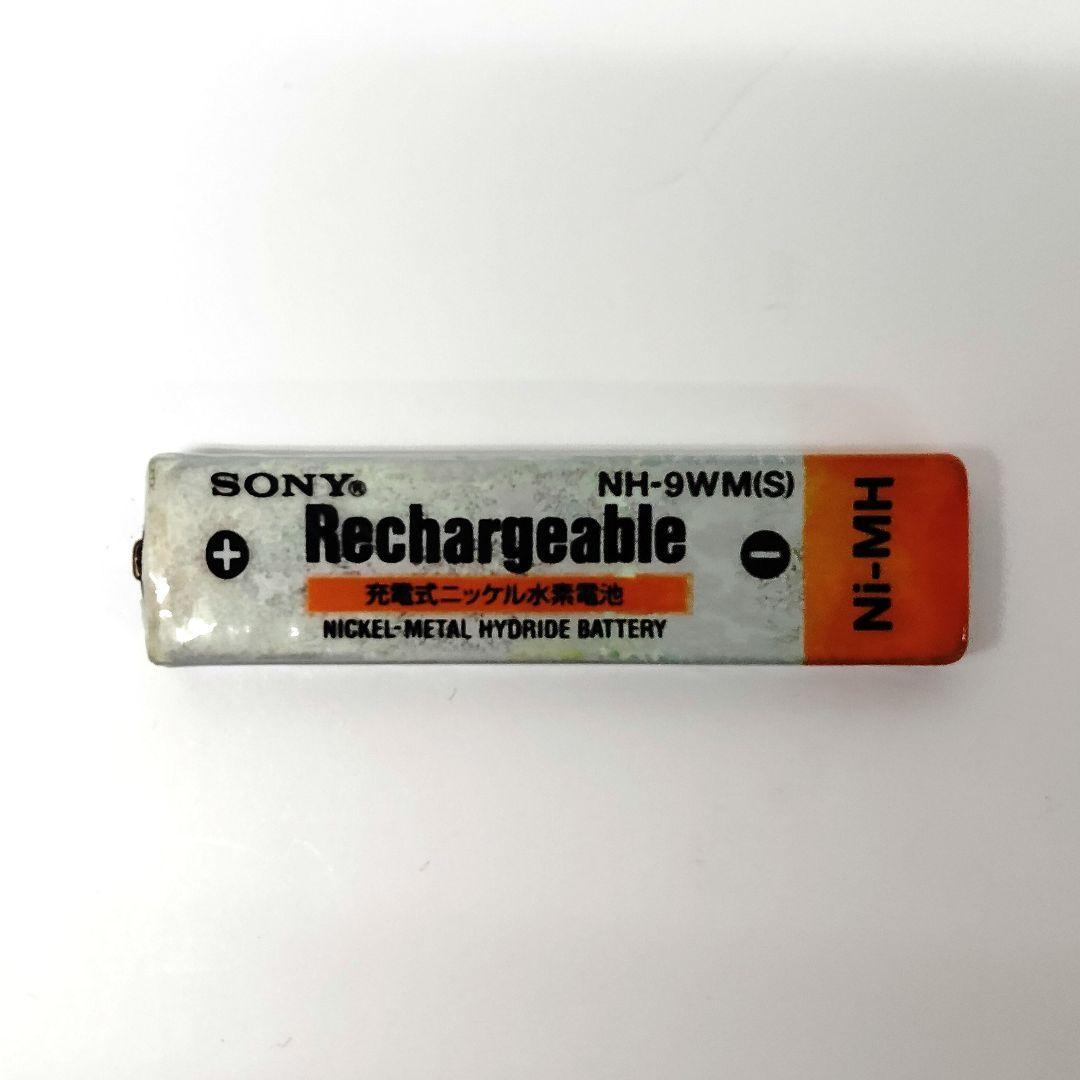 SONY® NH-9WM(S)
Rechargeable
充電式ニッケル水素電池
NICKEL-METAL HYDRIDE BATTERY
+
−
Ni-MH